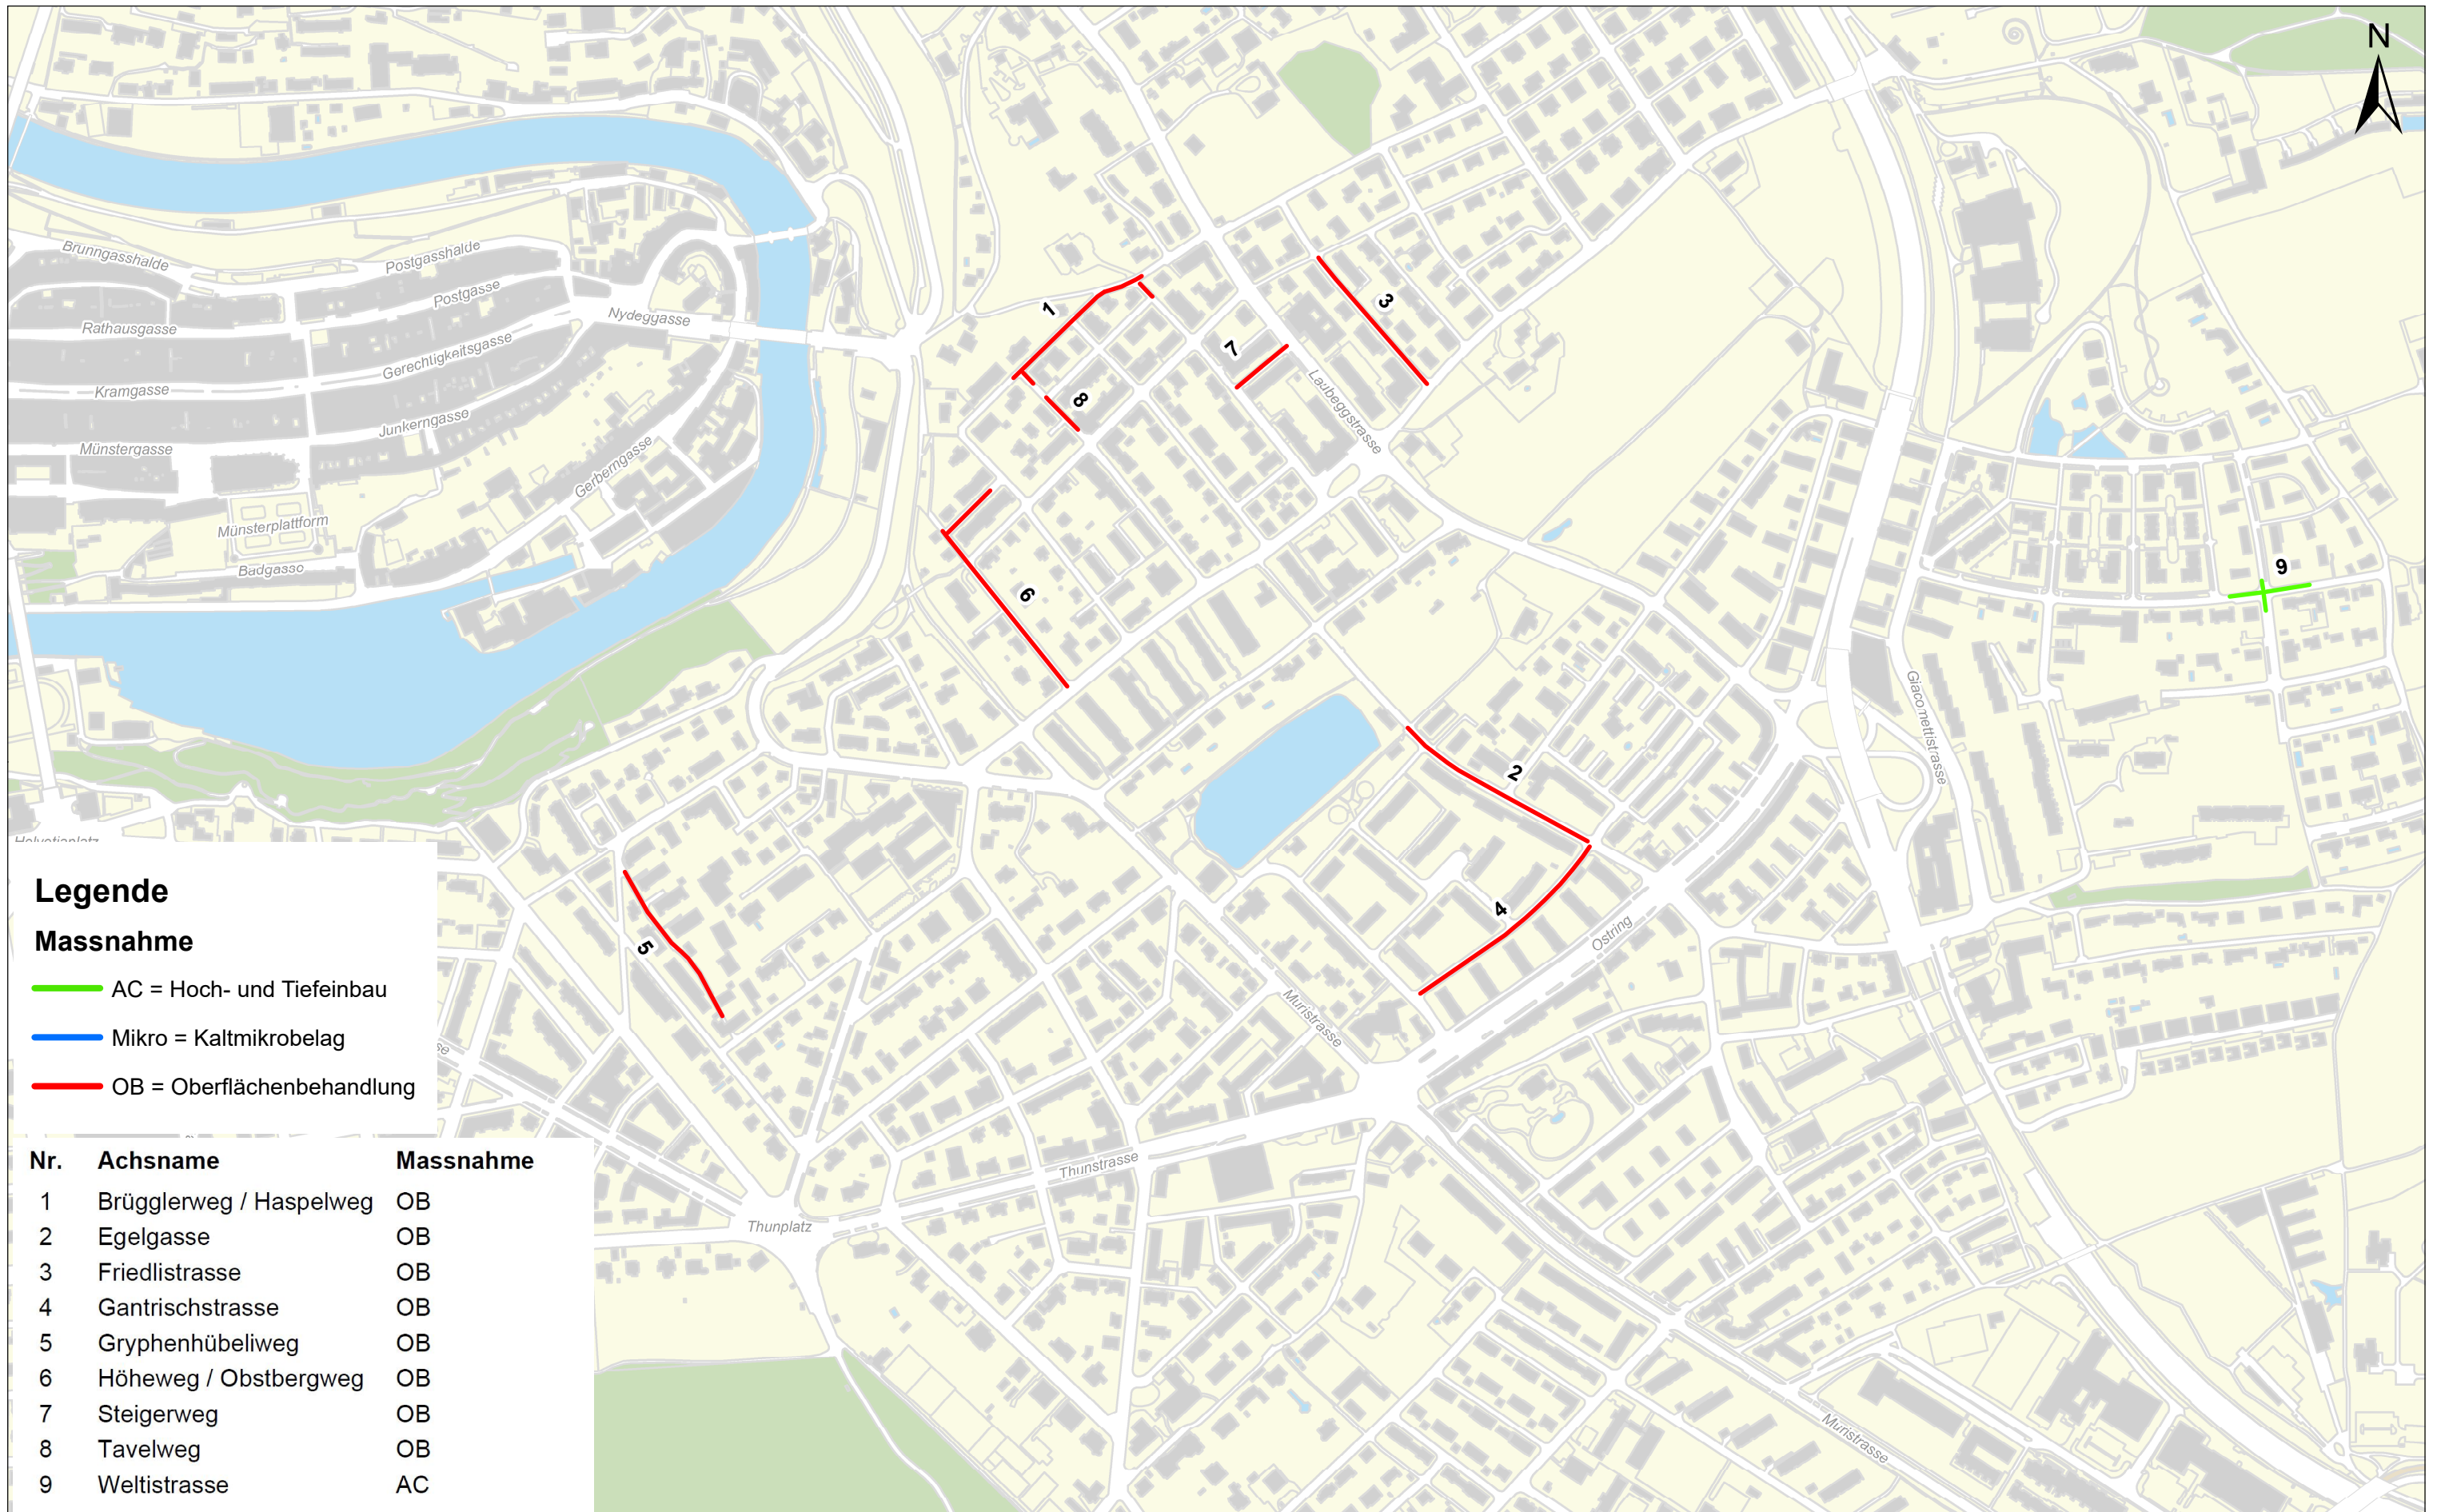 N
Brunngasshalde
Postgasshalde
Postgasse
Rathausgasse
Nydeggasse
Gerechtigkeitsgasse
Kramgasse
Junkerngasse
Münstergasse
Gerberngasse
Münsterplattform
Badgasse
1
3
7
8
Laubeggstrasse
6
9
2
Giacomettistrasse
4
Ostring
5
Muristrasse
Thunstrasse
Thunplatz
Muristrasse
Helvetiaplatz
Legende
Massnahme
AC = Hoch- und Tiefeinbau
Mikro = Kaltmikrobelag
OB = Oberflächenbehandlung
se
Nr. Achsname Massnahme
1 Brügglerweg / Haspelweg OB
2 Egelgasse OB
3 Friedlistrasse OB
4 Gantrischstrasse OB
5 Gryphenhübeliweg OB
6 Höheweg / Obstbergweg OB
7 Steigerweg OB
8 Tavelweg OB
9 Weltistrasse AC